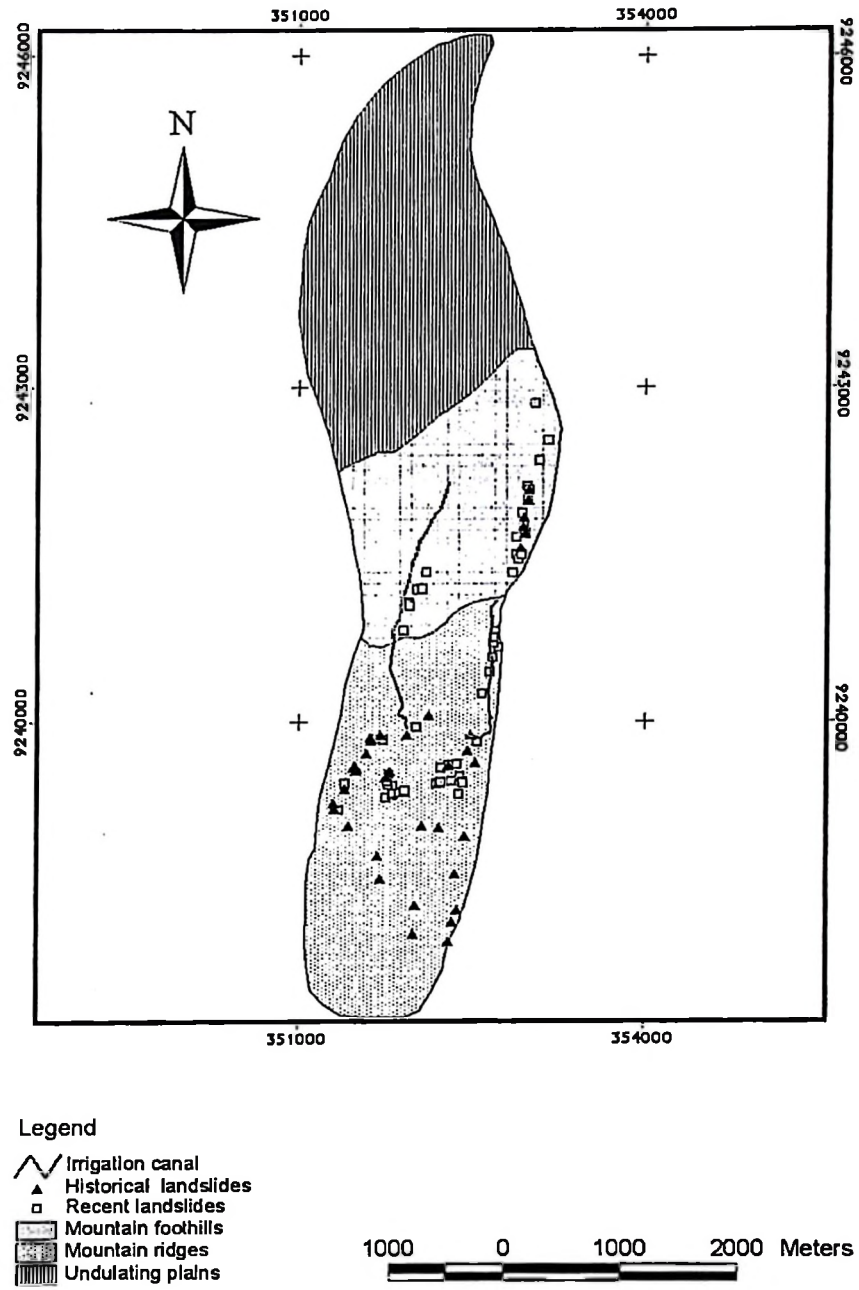 351000 354000
9246000 9246000
N
9243000 9243000
9240000 9240000
351000 354000
Legend
Irrigation canal
Historical landslides
Recent landslides
Mountain foothills
Mountain ridges
Undulating plains
1000 0 1000 2000 Meters